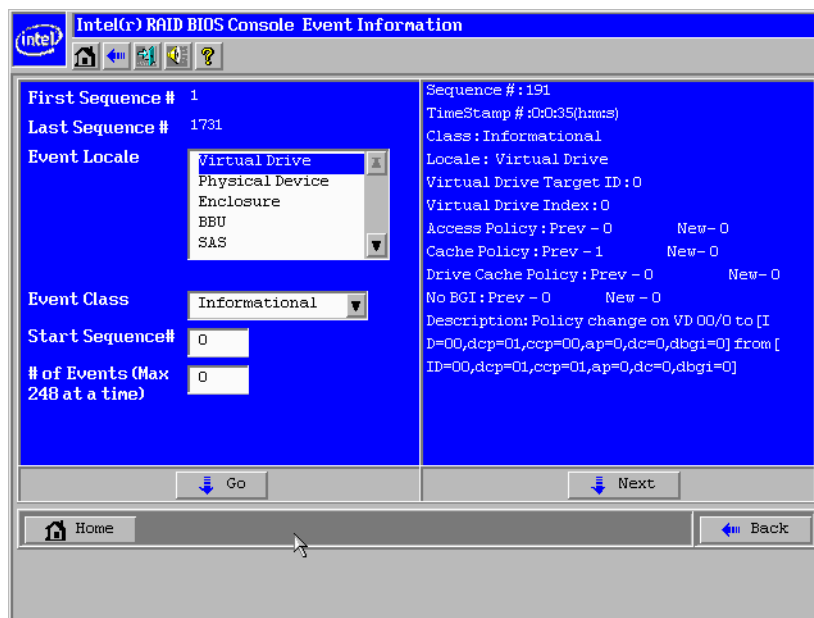 Intel(r) RAID BIOS Console Event Information
intel
First Sequence # 1
Last Sequence # 1731
Event Locale
Virtual Drive
Physical Device
Enclosure
BBU
SAS
Event Class Informational
Start Sequence# 0
# of Events (Max
248 at a time)
0
Go
Sequence #:191
TimeStamp #:0:0:35(h:m:s)
Class: Informational
Locale: Virtual Drive
Virtual Drive Target ID:0
Virtual Drive Index:0
Access Policy: Prev - 0 New- 0
Cache Policy: Prev - 1 New- 0
Drive Cache Policy: Prev - 0 New- 0
No BGI: Prev - 0 New - 0
Description: Policy change on VD 00/0 to [I
D=00,dcp=01,ccp=00,ap=0,dc=0,dbgi=0] from [
ID=00,dcp=01,ccp=01,ap=0,dc=0,dbgi=0]
Next
Home
Back